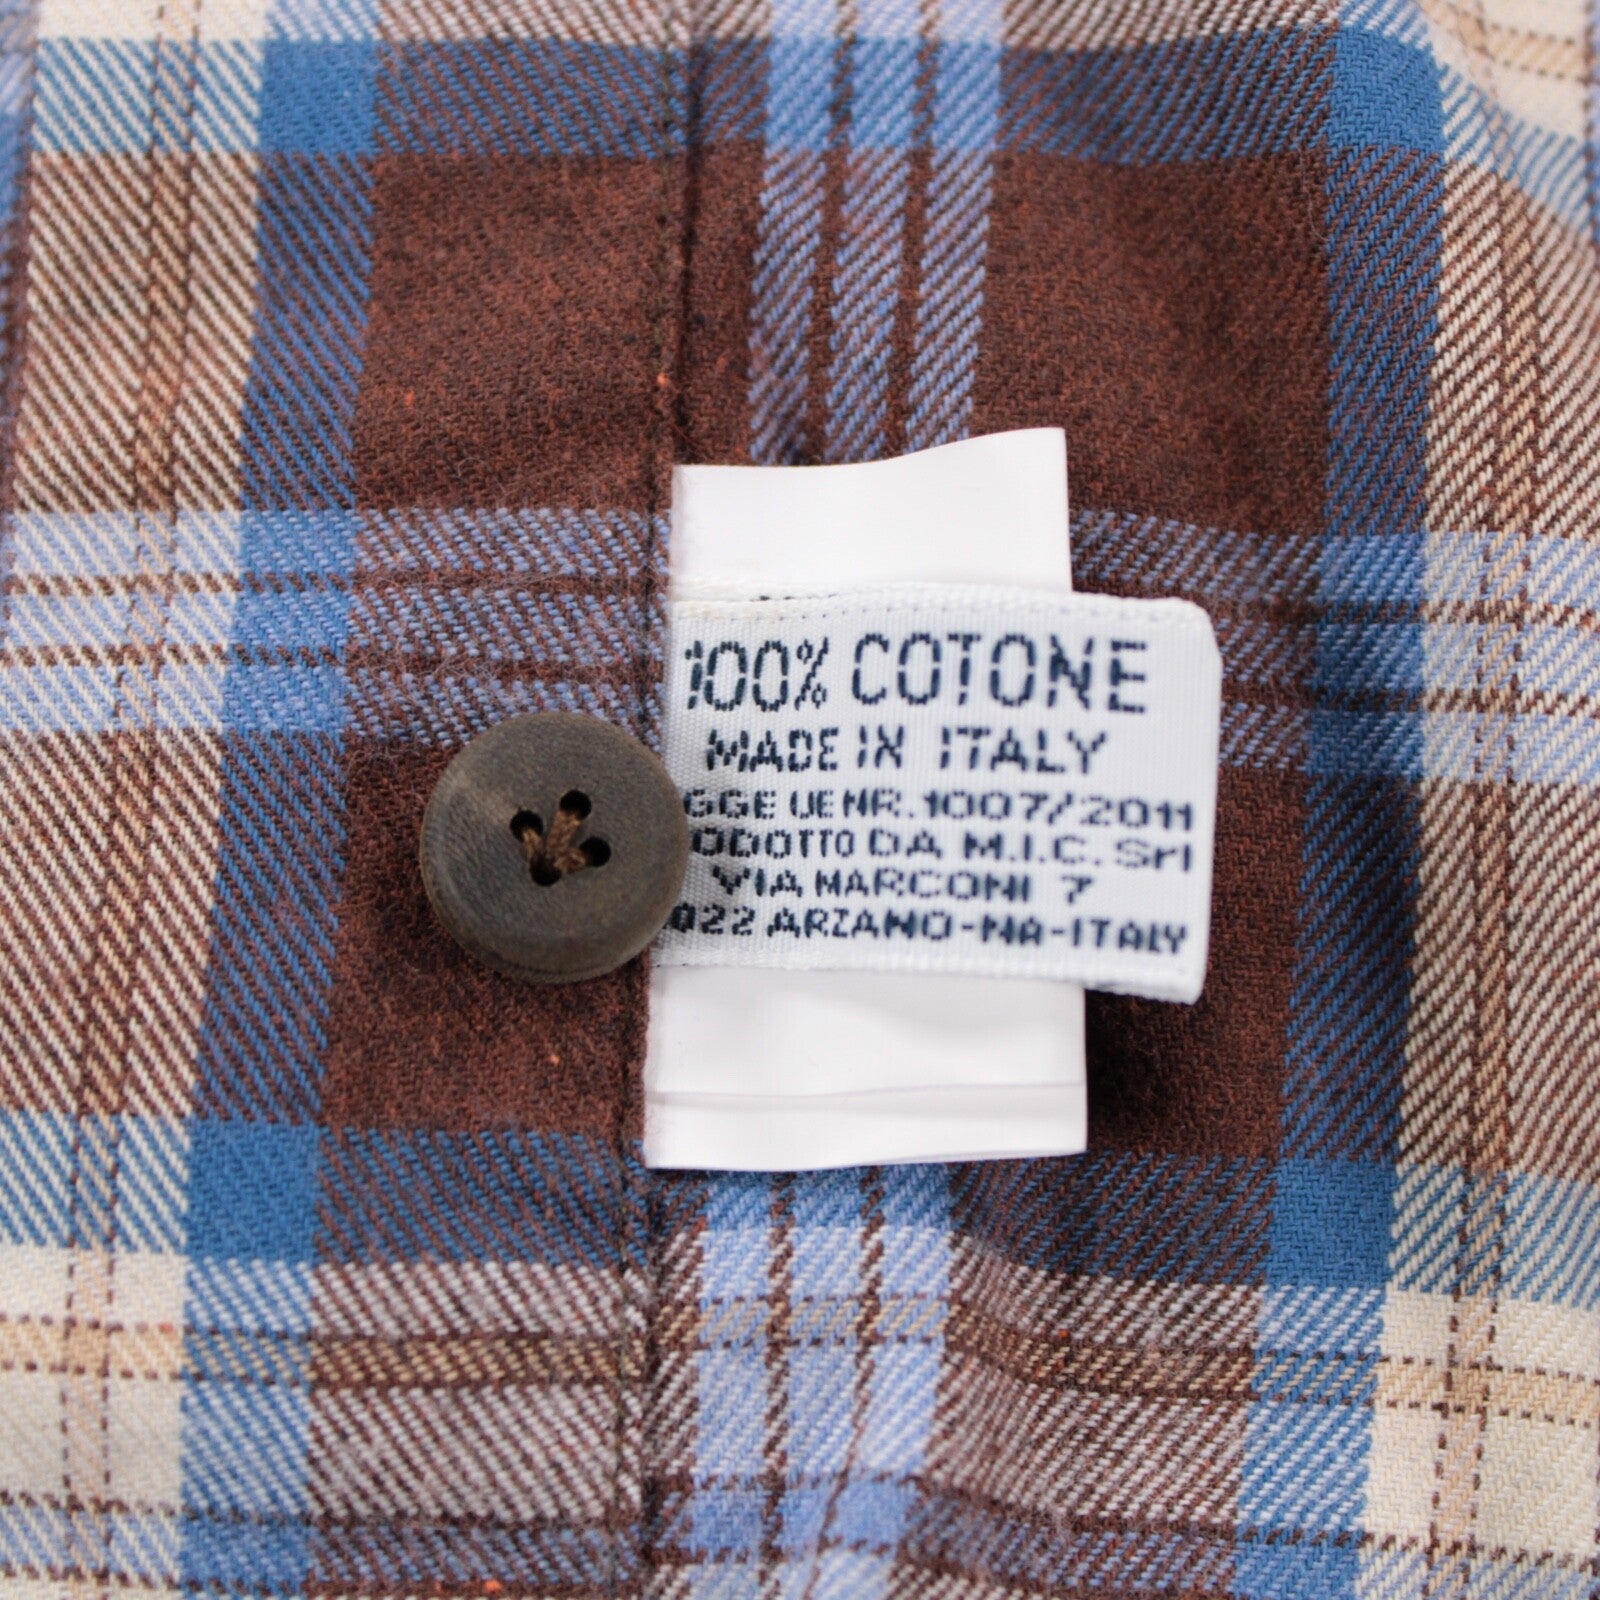 100% COTONE
MADE IN ITALY
GGE UE NR. 1007/2011
ODOTTO DA M.I.C. Srl
VIA MARCONI 7
022 ARZANO-NA-ITALY